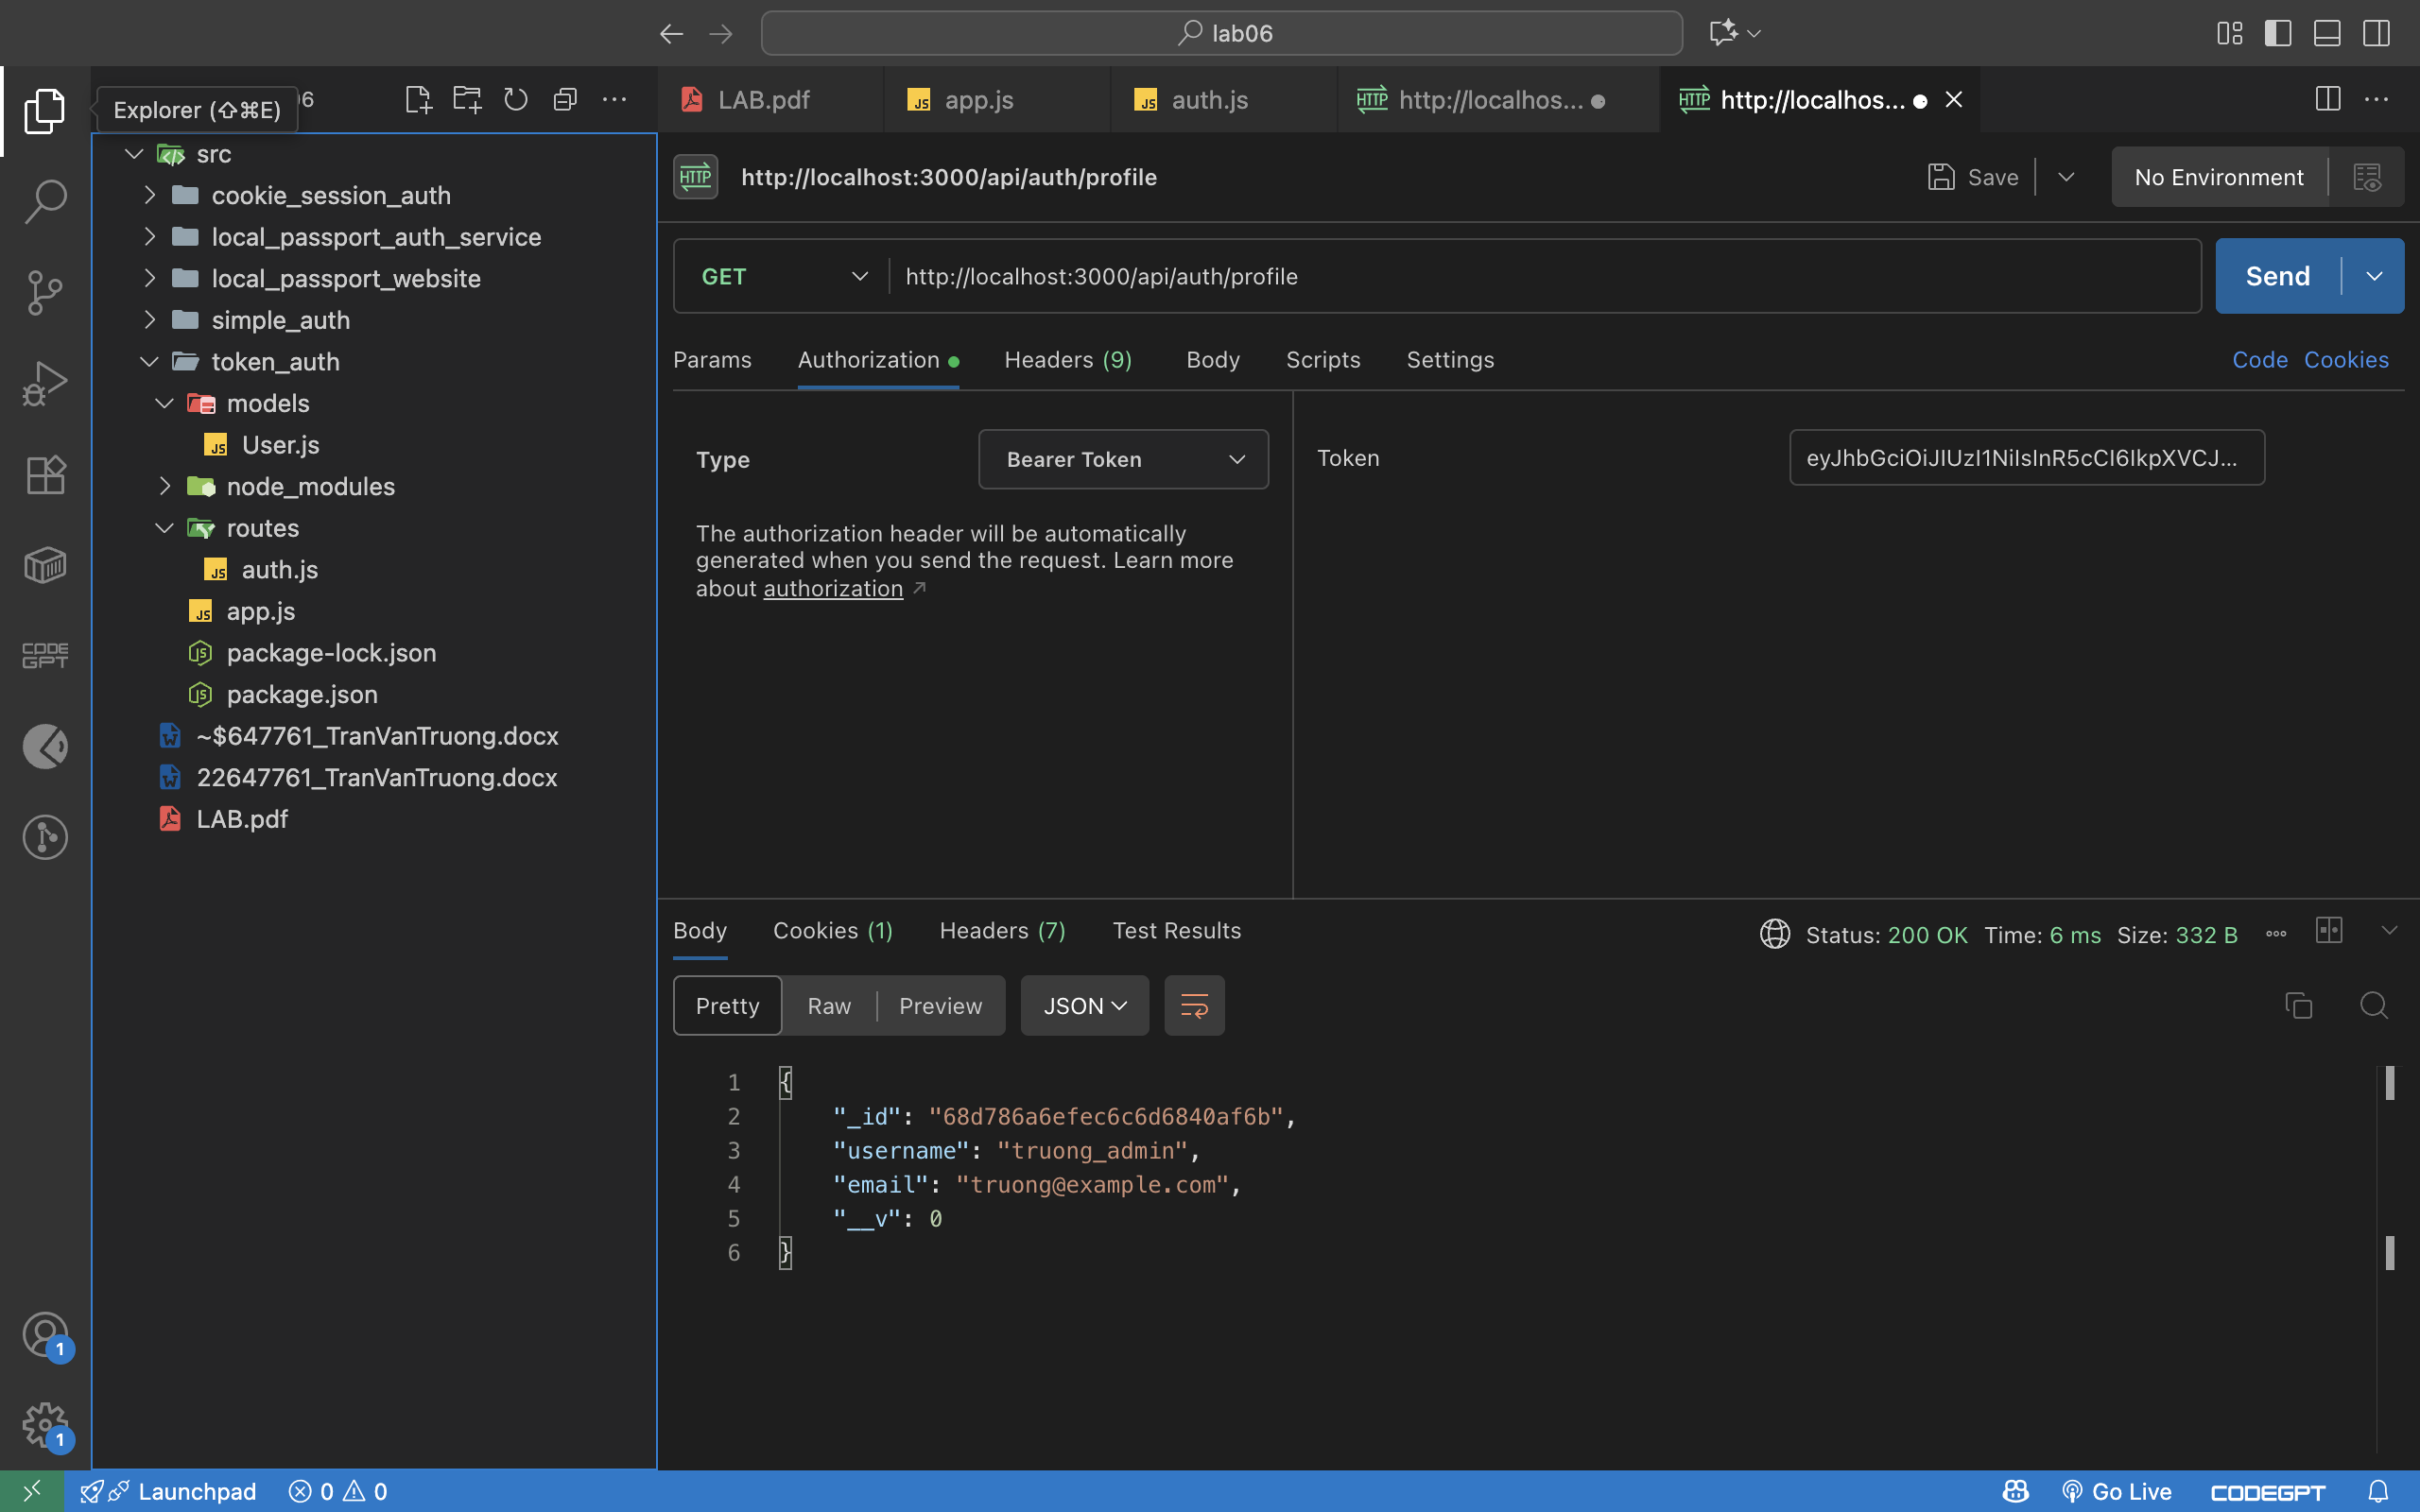 lab06
Explorer (⇧⌘E)
06
LAB.pdf
app.js
auth.js
http://localhos...
http://localhos...
src
cookie_session_auth
local_passport_auth_service
local_passport_website
simple_auth
token_auth
models
User.js
node_modules
routes
auth.js
app.js
package-lock.json
package.json
~$647761_TranVanTruong.docx
22647761_TranVanTruong.docx
LAB.pdf
CODE
GPT
1
1
HTTP
http://localhost:3000/api/auth/profile
Save
No Environment
GET
http://localhost:3000/api/auth/profile
Send
Params
Authorization
Headers (9)
Body
Scripts
Settings
Code
Cookies
Type
Bearer Token
The authorization header will be automatically
generated when you send the request. Learn more
about authorization ↗
Token
eyJhbGciOiJIUzI1NiIsInR5cCI6IkpXVCJ...
Body
Cookies (1)
Headers (7)
Test Results
Status: 200 OK Time: 6 ms Size: 332 B
Pretty
Raw
Preview
JSON
1 {
2 "_id": "68d786a6efec6c6d6840af6b",
3 "username": "truong_admin",
4 "email": "truong@example.com",
5 "__v": 0
6 }
Launchpad
0
0
Go Live
CODEGPT